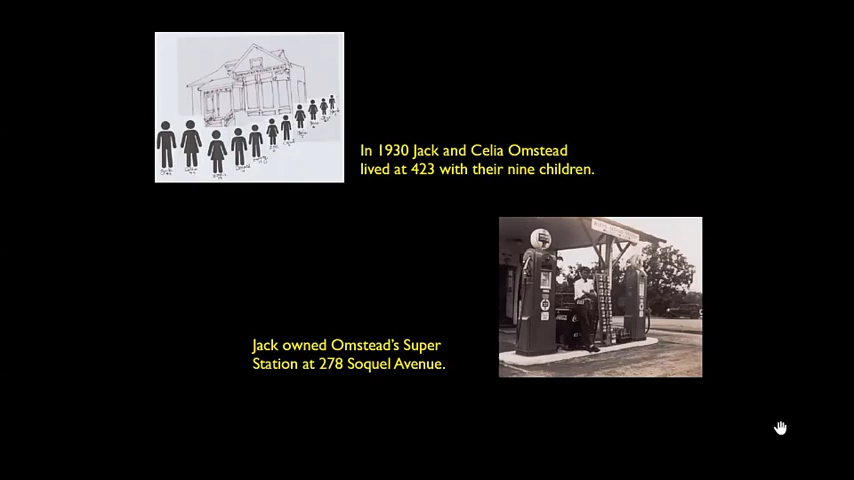 In 1930 Jack and Celia Omstead
lived at 423 with their nine children.
Jack owned Omstead's Super
Station at 278 Soquel Avenue.